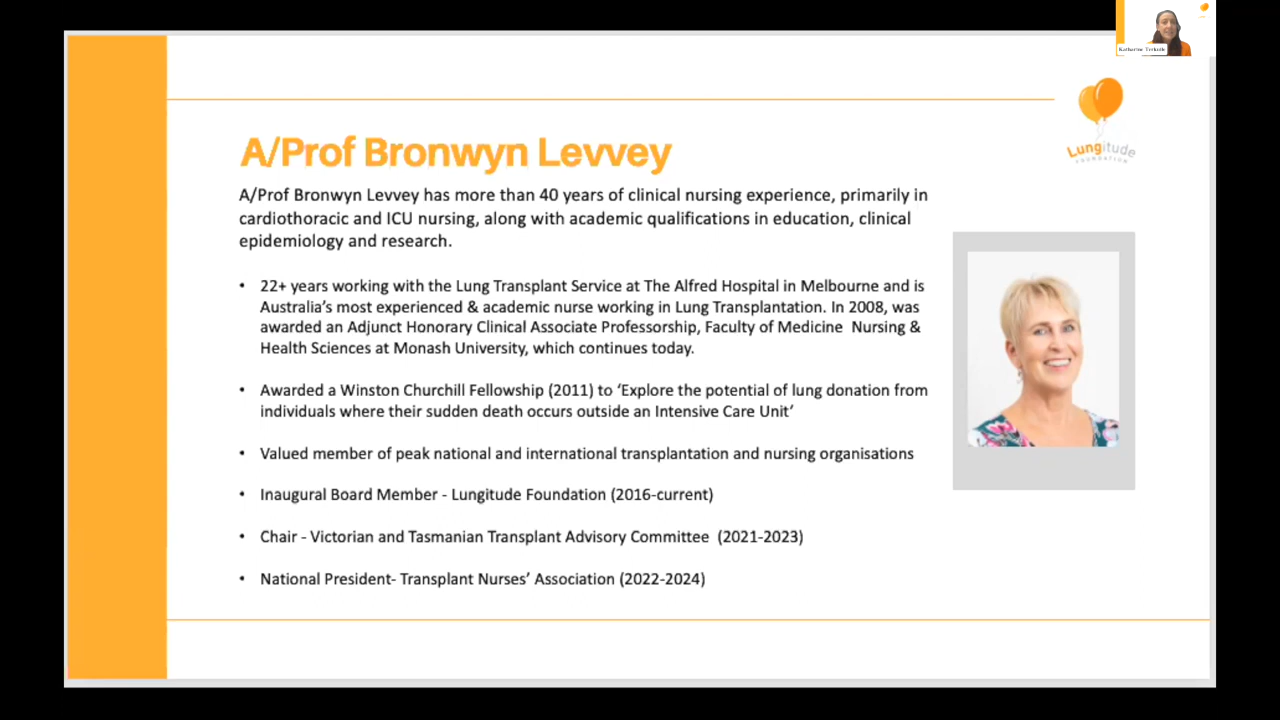 Katherine Terkuile
Lungitude
FOUNDATION
A/Prof Bronwyn Levvey
A/Prof Bronwyn Levvey has more than 40 years of clinical nursing experience, primarily in
cardiothoracic and ICU nursing, along with academic qualifications in education, clinical
epidemiology and research.
• 22+ years working with the Lung Transplant Service at The Alfred Hospital in Melbourne and is
Australia's most experienced & academic nurse working in Lung Transplantation. In 2008, was
awarded an Adjunct Honorary Clinical Associate Professorship, Faculty of Medicine Nursing &
Health Sciences at Monash University, which continues today.
• Awarded a Winston Churchill Fellowship (2011) to ‘Explore the potential of lung donation from
individuals where their sudden death occurs outside an Intensive Care Unit’
• Valued member of peak national and international transplantation and nursing organisations
• Inaugural Board Member - Lungitude Foundation (2016-current)
• Chair - Victorian and Tasmanian Transplant Advisory Committee (2021-2023)
• National President- Transplant Nurses’ Association (2022-2024)